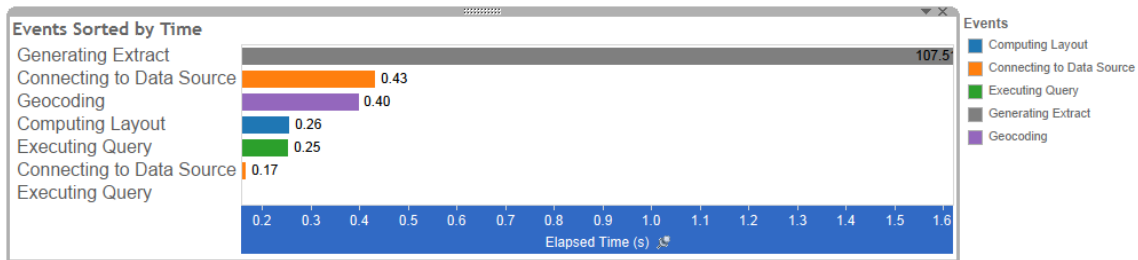 Events Sorted by Time
Generating Extract 107.51
Connecting to Data Source 0.43
Geocoding 0.40
Computing Layout 0.26
Executing Query 0.25
Connecting to Data Source 0.17
Executing Query
0.2 0.3 0.4 0.5 0.6 0.7 0.8 0.9 1.0 1.1 1.2 1.3 1.4 1.5 1.6
Elapsed Time (s)
Events
Computing Layout
Connecting to Data Source
Executing Query
Generating Extract
Geocoding